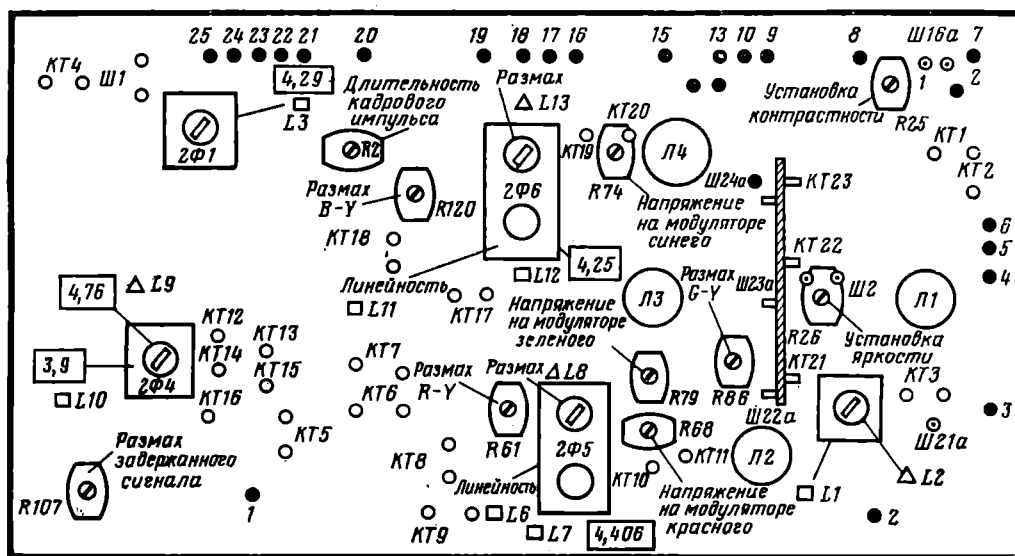 25 24 23 22 21 20 19 18 17 16 15 13 10 9 8 Ш16а 7
КТ4 Ш1
4,29
Размах
1 2
L3
Длительность
кадрового
импульса
△ L13
Установка
контрастности
R25
2Ф1
R2
КТ19
КТ20
Л4
КТ1
КТ2
2Ф6
R74
Ш24а
КТ23
Размах
B-Y
R120
Напряжение
на модуляторе
синего
6
5
4
КТ18
КТ22
Линейность
L12
4,25
Размах
G-Y
Ш23а
Ш2
Л1
4,76
△ L9
L11
КТ17
Напряжение
на модуляторе
зеленого
Л3
R26
Установка
яркости
КТ12
КТ13
КТ14
КТ15
3,9
2Ф4
L10
КТ16
КТ7
КТ6
Размах
R-Y
Размах
△ L8
R79
R86
КТ21
КТ3
3
Ш22а
Ш21а
КТ5
R61
2Ф5
R68
Размах
задержанного
сигнала
КТ8
КТ10
КТ11
Л2
Линейность
R107
1
КТ9
L6
L7
4,406
Напряжение
на модуляторе
красного
L1
△ L2
2